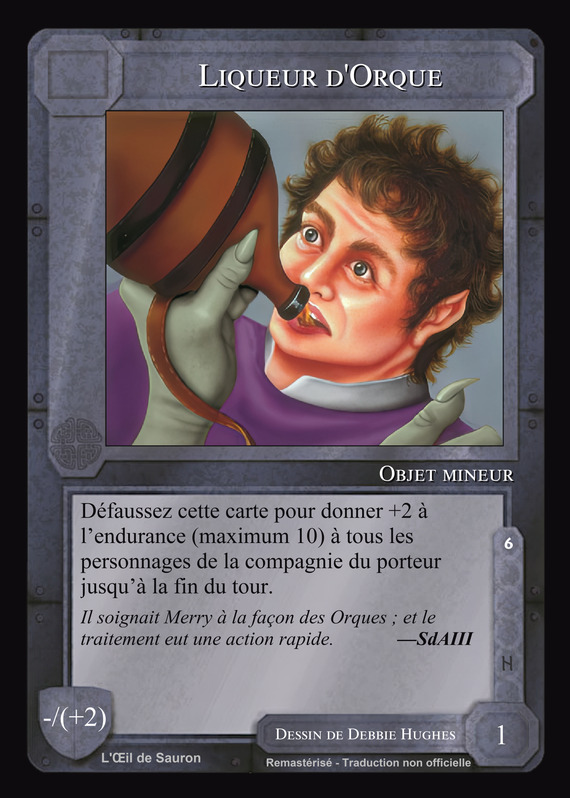 Liqueur d'Orque
Objet mineur
Défaussez cette carte pour donner +2 à
l’endurance (maximum 10) à tous les
personnages de la compagnie du porteur
jusqu’à la fin du tour.
Il soignait Merry à la façon des Orques ; et le
traitement eut une action rapide. —SdAIII
6
-/(+2)
Dessin de Debbie Hughes
1
L'Œil de Sauron
Remastérisé - Traduction non officielle